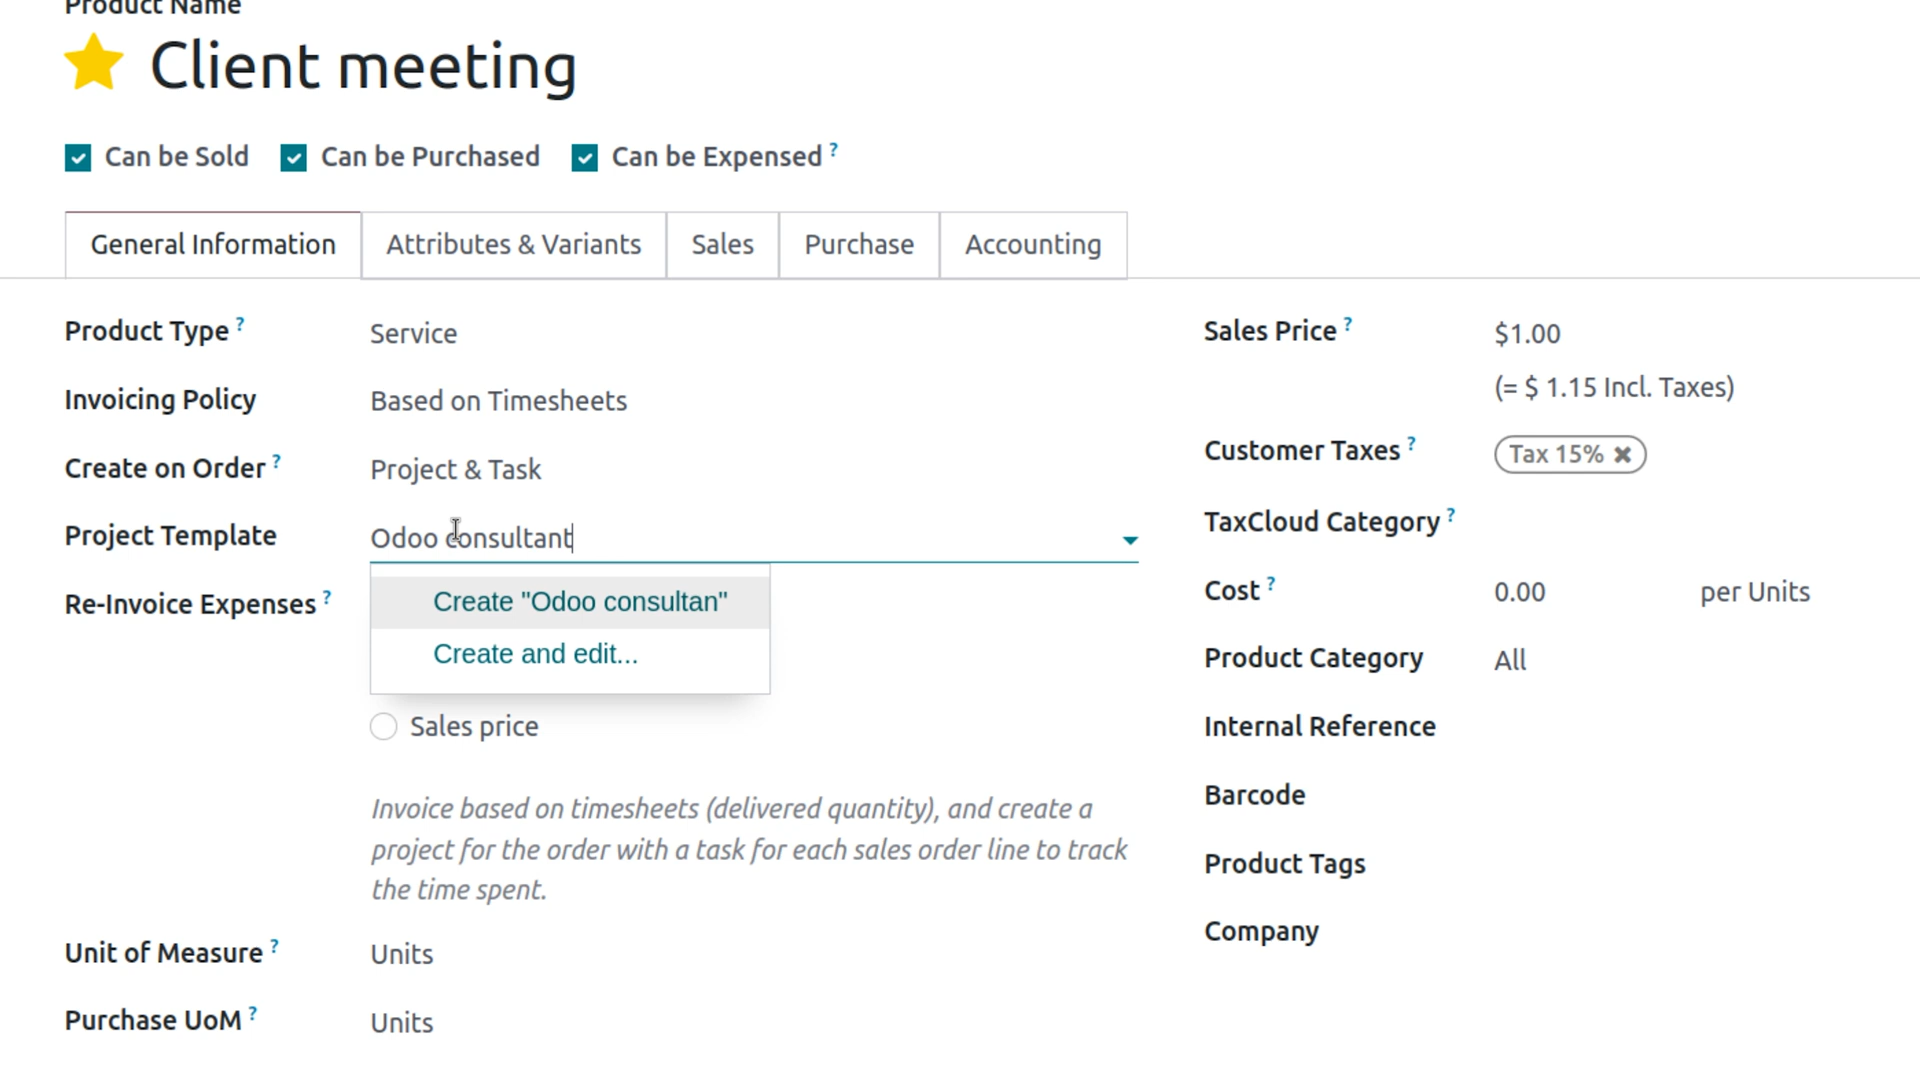 Product Name
Client meeting
Can be Sold Can be Purchased Can be Expensed ?
General Information Attributes & Variants Sales Purchase Accounting
Product Type ? Service
Invoicing Policy Based on Timesheets
Create on Order ? Project & Task
Project Template Odoo consultant
Create "Odoo consultan"
Create and edit...
Re-Invoice Expenses ?
Sales price
Invoice based on timesheets (delivered quantity), and create a
project for the order with a task for each sales order line to track
the time spent.
Unit of Measure ? Units
Purchase UoM ? Units
Sales Price ? $1.00
(= $ 1.15 Incl. Taxes)
Customer Taxes ? Tax 15% ✖
TaxCloud Category ?
Cost ? 0.00 per Units
Product Category All
Internal Reference
Barcode
Product Tags
Company